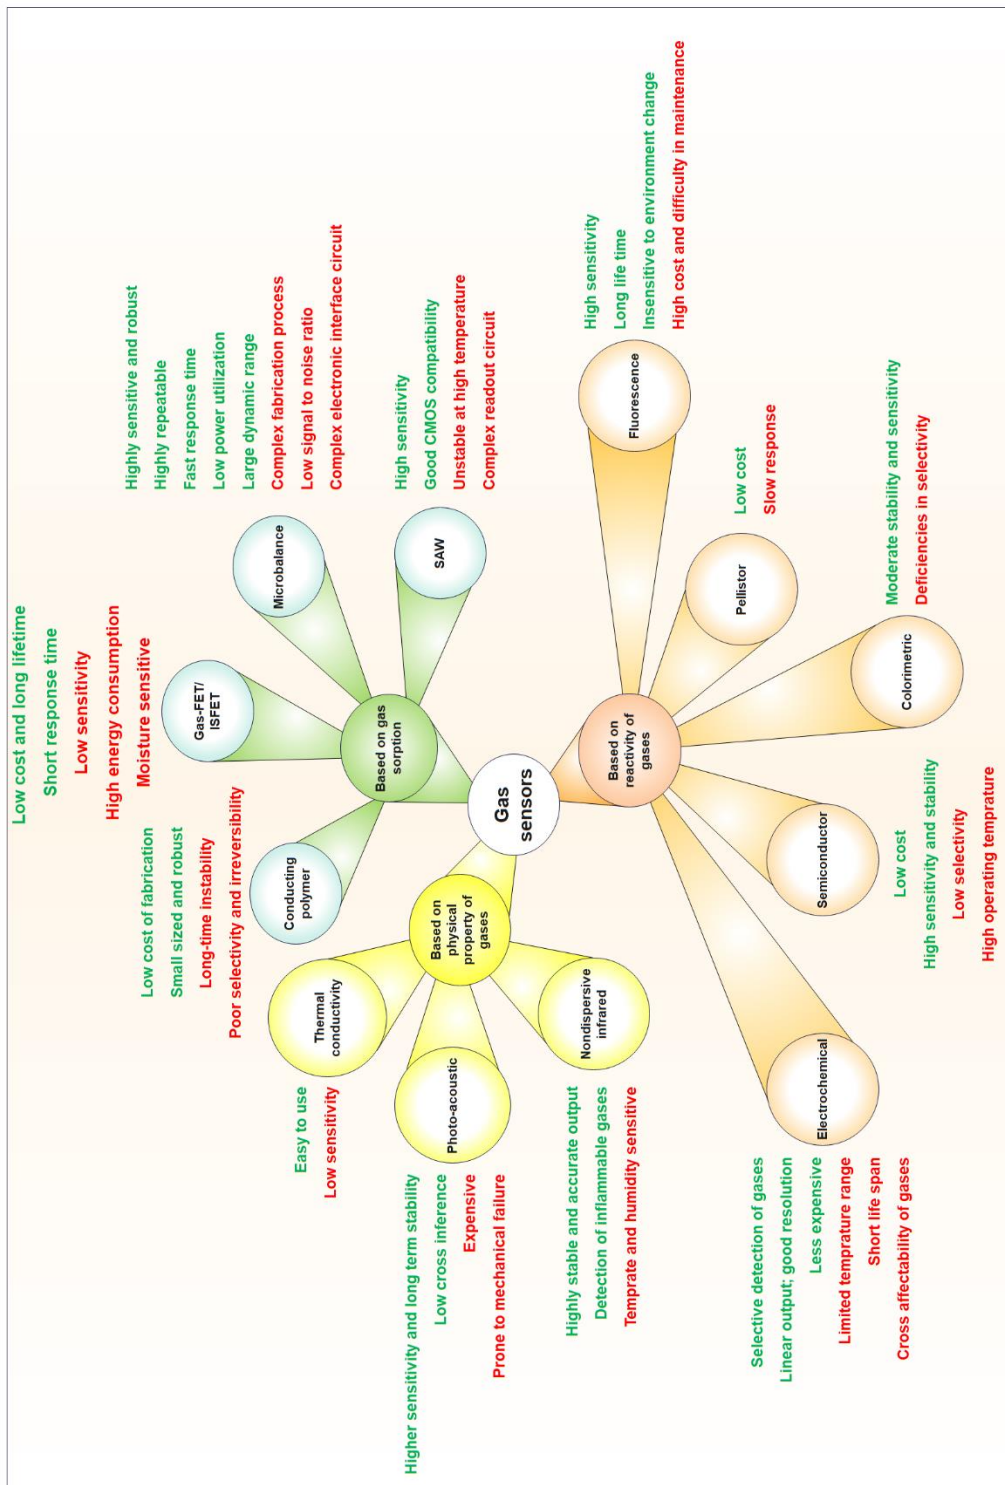 Gas
sensors
Based on gas
sorption
Conducting
polymer
Low cost of fabrication
Small sized and robust
Long-time instability
Poor selectivity and irreversibility
Gas-FET/
ISFET
Low cost and long lifetime
Short response time
Low sensitivity
High energy consumption
Moisture sensitive
Microbalance
Highly sensitive and robust
Highly repeatable
Fast response time
Low power utilization
Large dynamic range
Complex fabrication process
Low signal to noise ratio
Complex electronic interface circuit
SAW
High sensitivity
Good CMOS compatibility
Unstable at high temperature
Complex readout circuit
Based on
physical
property of
gases
Thermal
conductivity
Easy to use
Low sensitivity
Photo-acoustic
Higher sensitivity and long term stability
Low cross inference
Expensive
Prone to mechanical failure
Nondispersive
infrared
Highly stable and accurate output
Detection of inflammable gases
Temprate and humidity sensitive
Based on
reactivity of
gases
Fluorescence
High sensitivity
Long life time
Insensitive to environment change
High cost and difficulty in maintenance
Pellistor
Low cost
Slow response
Colorimetric
Moderate stability and sensitivity
Deficiencies in selectivity
Semiconductor
Low cost
High sensitivity and stability
Low selectivity
High operating temprature
Electrochemical
Selective detection of gases
Linear output; good resolution
Less expensive
Limited temprature range
Short life span
Cross affectability of gases